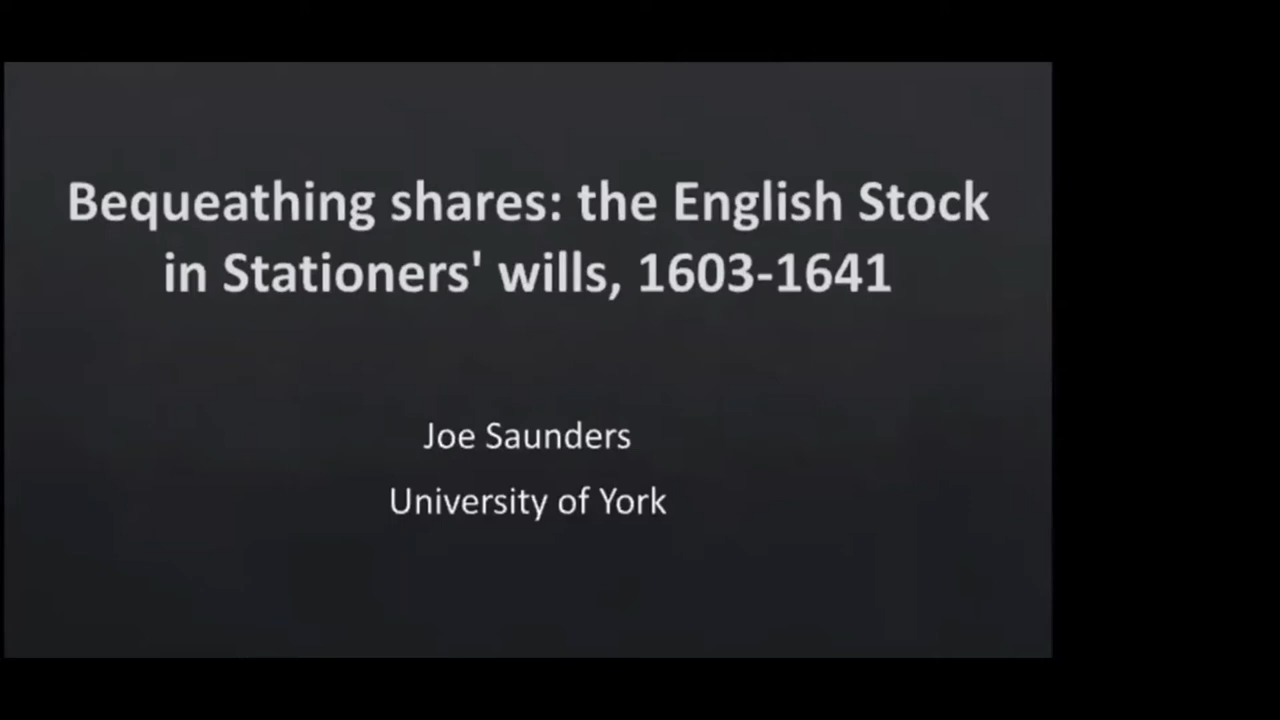 Bequeathing shares: the English Stock
in Stationers' wills, 1603-1641
Joe Saunders
University of York